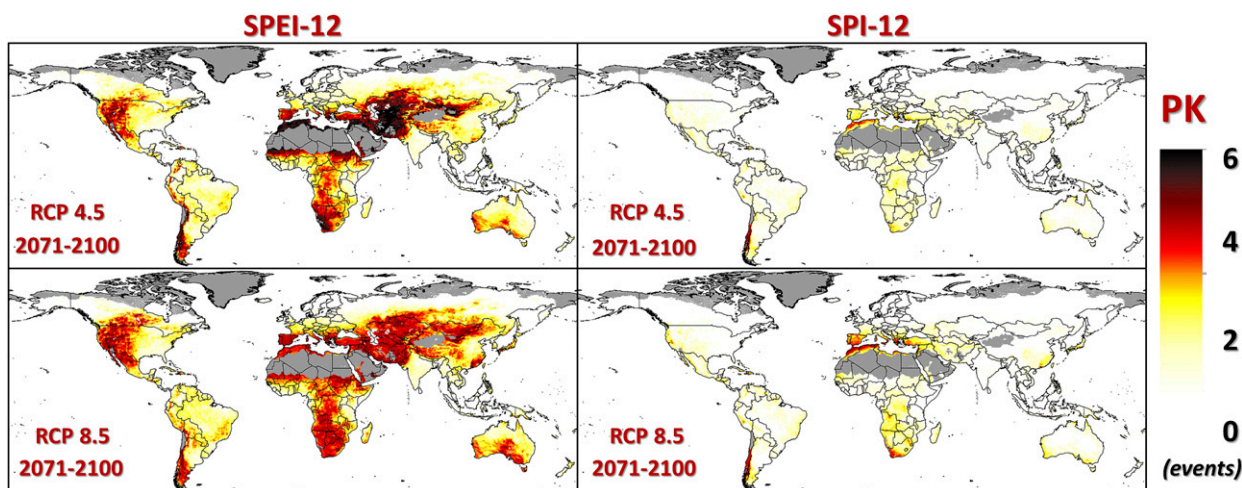 SPEI-12 SPI-12
RCP 4.5
2071-2100
RCP 4.5
2071-2100
RCP 8.5
2071-2100
RCP 8.5
2071-2100
PK
6
4
2
0
(events)